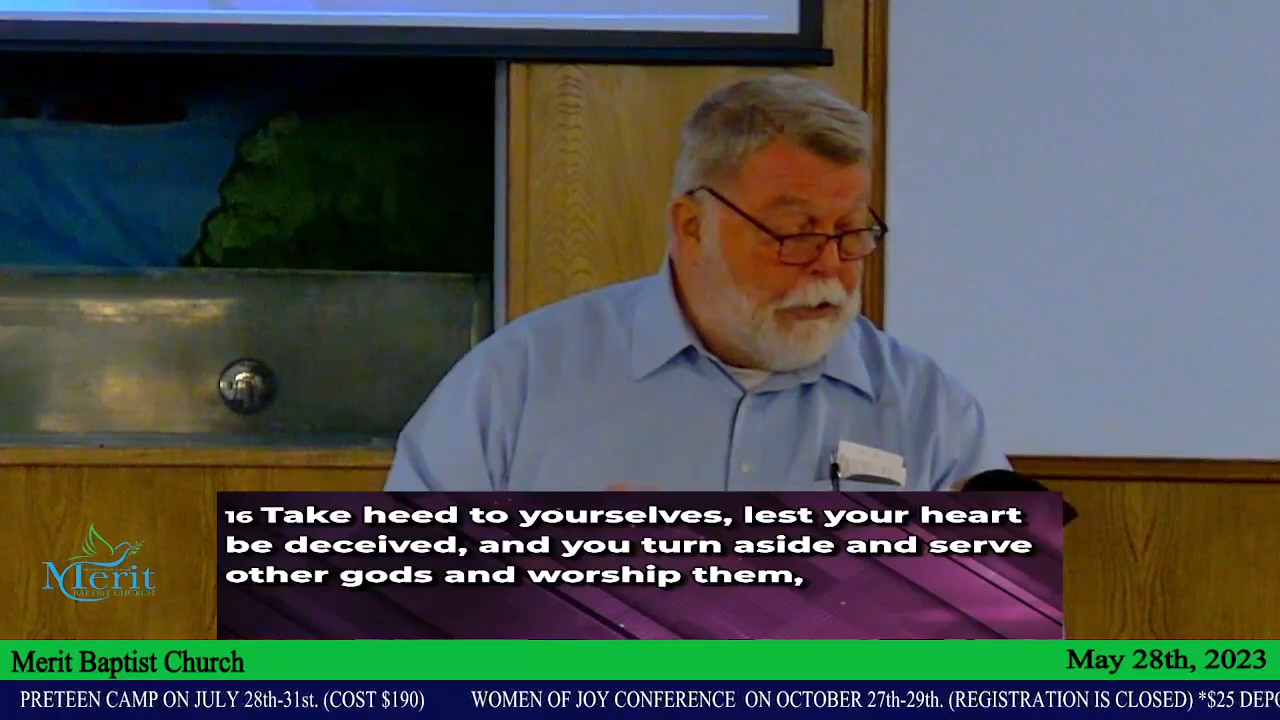 16 Take heed to yourselves, lest your heart
be deceived, and you turn aside and serve
other gods and worship them,
Merit
BAPTIST CHURCH
Merit Baptist Church
May 28th, 2023
PRETEEN CAMP ON JULY 28th-31st. (COST $190) WOMEN OF JOY CONFERENCE ON OCTOBER 27th-29th. (REGISTRATION IS CLOSED) *$25 DEPO